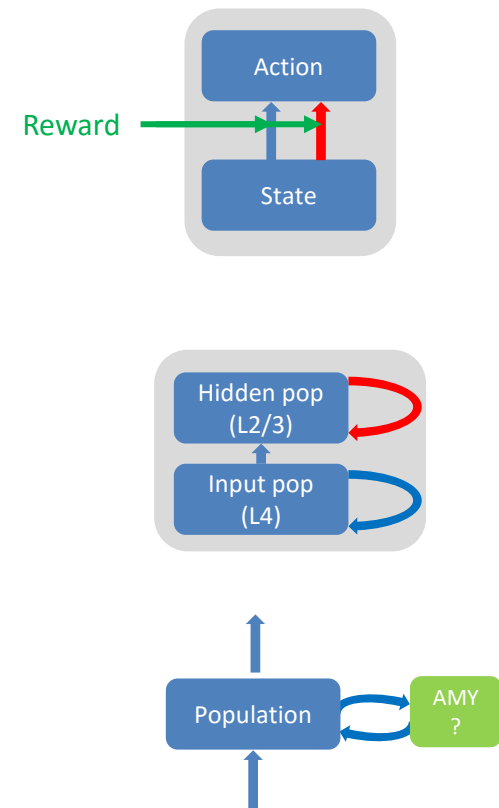 Action
Reward
State
Hidden pop
(L2/3)
Input pop
(L4)
Population
AMY
?